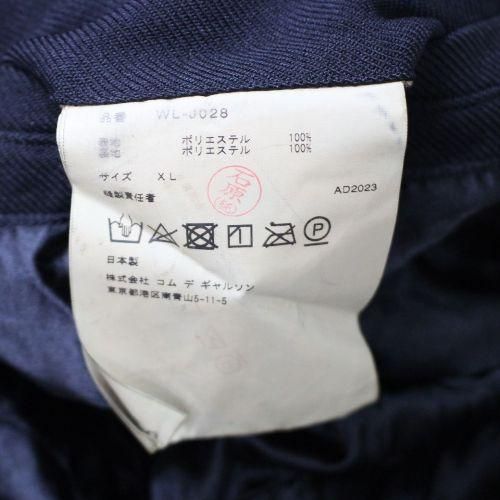 品番 WL-J028
表地 ポリエステル 100%
裏地 ポリエステル 100%
サイズ XL
縫製責任者
石原
AD2023
日本製
株式会社 コム デ ギャルソン
東京都港区南青山5-11-5